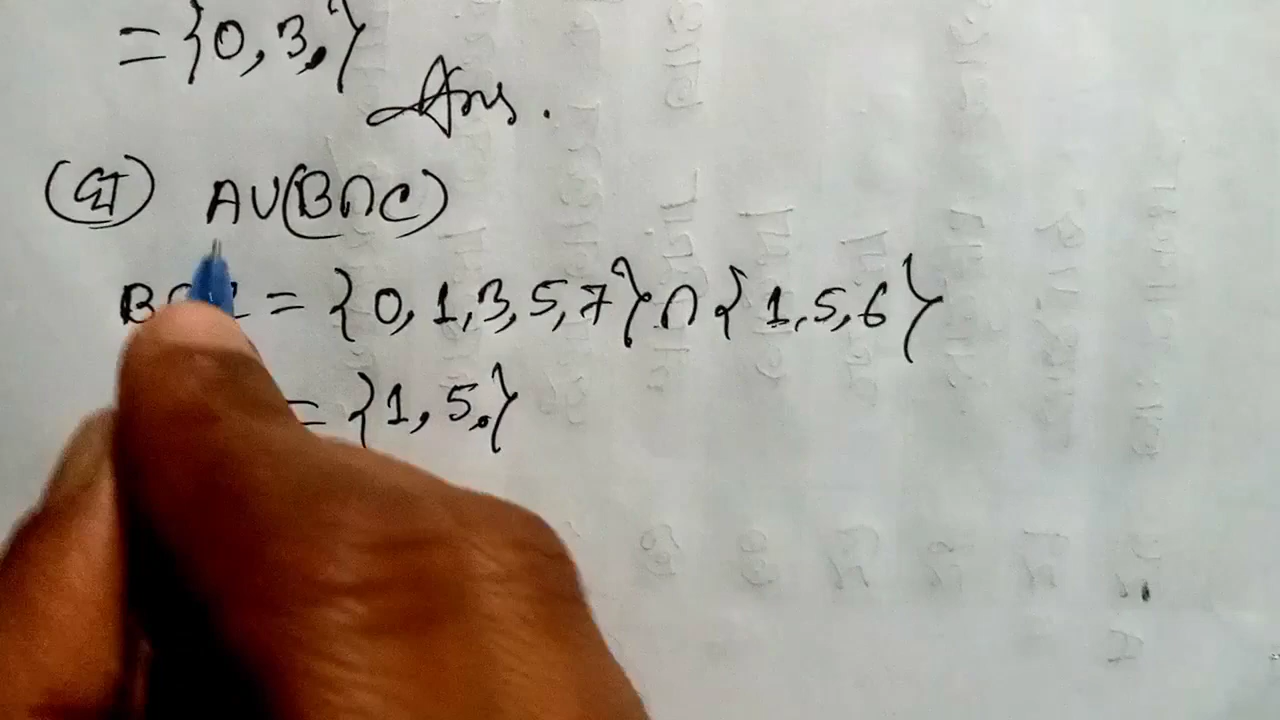 = {0, 3,}
Ans.
A∪(B∩C)
= {0, 1, 3, 5, 7} ∩ {1, 5, 6}
= {1, 5,}